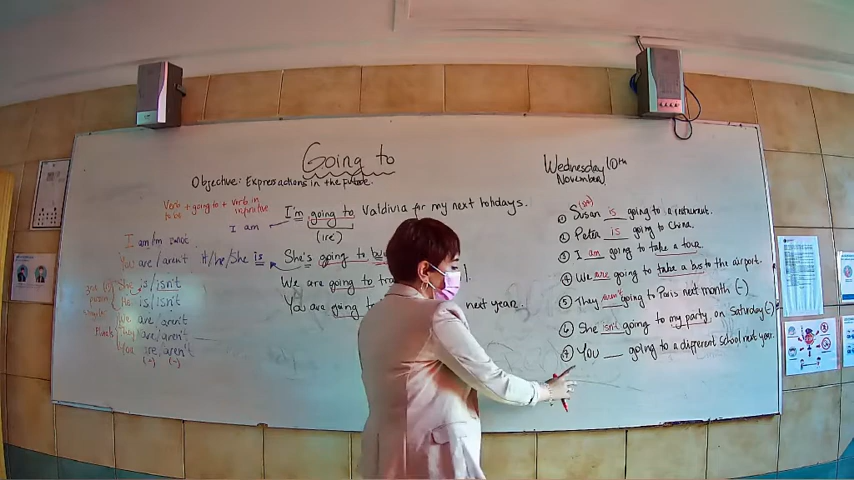 Going to
Objective: Express actions in the future.
Verb + going to + verb in
to be infinitive
I am
I'm going to Valdivia for my next holidays.
(ire)
She's going to
We are going to
You are going to next year.
I am/I'm not.
You are/aren't It/he/She is
She is/isn't
He is/isn't
We are/aren't
They are/aren't
You are/aren't
(+) (-)
Wednesday 10th
November
① Susan is going to a restaurant.
② Peter is going to China.
③ I am going to take a
④ We are going to take a bus to the airport.
⑤ They aren't going to Paris next month (-)
⑥ She isn't going to my party on Saturday (-)
⑦ You ___ going to a different school next year.